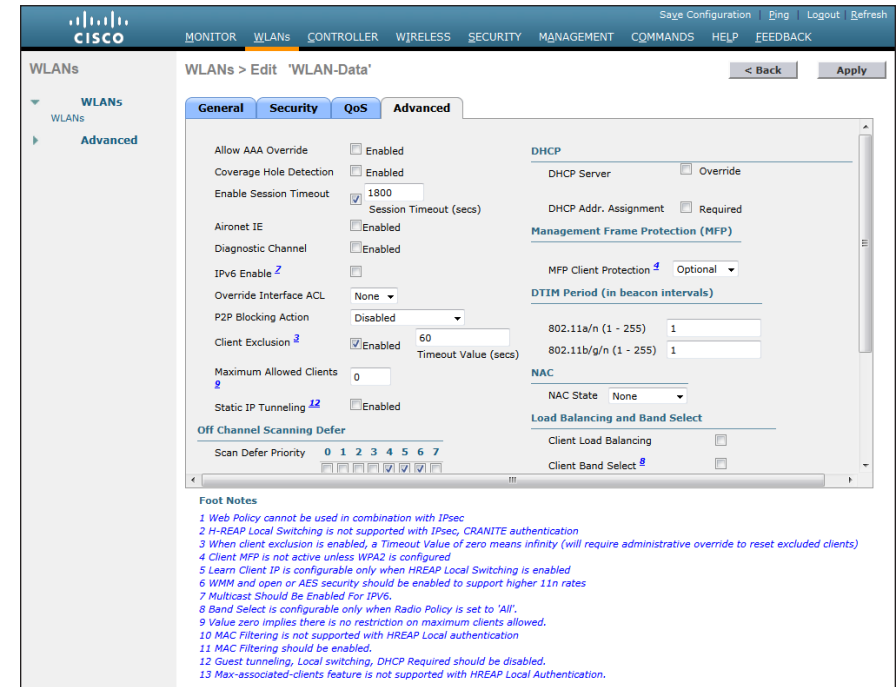 Save Configuration | Ping | Logout | Refresh
CISCO
MONITOR WLANs CONTROLLER WIRELESS SECURITY MANAGEMENT COMMANDS HELP FEEDBACK
WLANs
WLANs
WLANs
Advanced
WLANs > Edit 'WLAN-Data'
< Back
Apply
General
Security
QoS
Advanced
Allow AAA Override Enabled
Coverage Hole Detection Enabled
Enable Session Timeout 1800
Session Timeout (secs)
Aironet IE Enabled
Diagnostic Channel Enabled
IPv6 Enable 7
Override Interface ACL None
P2P Blocking Action Disabled
Client Exclusion 3 Enabled 60
Timeout Value (secs)
Maximum Allowed Clients 9 0
Static IP Tunneling 12 Enabled
Off Channel Scanning Defer
Scan Defer Priority 0 1 2 3 4 5 6 7
DHCP
DHCP Server Override
DHCP Addr. Assignment Required
Management Frame Protection (MFP)
MFP Client Protection 4 Optional
DTIM Period (in beacon intervals)
802.11a/n (1 - 255) 1
802.11b/g/n (1 - 255) 1
NAC
NAC State None
Load Balancing and Band Select
Client Load Balancing
Client Band Select 8
Foot Notes
1 Web Policy cannot be used in combination with IPsec
2 H-REAP Local Switching is not supported with IPsec, CRANITE authentication
3 When client exclusion is enabled, a Timeout Value of zero means infinity (will require administrative override to reset excluded clients)
4 Client MFP is not active unless WPA2 is configured
5 Learn Client IP is configurable only when HREAP Local Switching is enabled
6 WMM and open or AES security should be enabled to support higher 11n rates
7 Multicast Should Be Enabled For IPV6.
8 Band Select is configurable only when Radio Policy is set to 'All'.
9 Value zero implies there is no restriction on maximum clients allowed.
10 MAC Filtering is not supported with HREAP Local authentication
11 MAC Filtering should be enabled.
12 Guest tunneling, Local switching, DHCP Required should be disabled.
13 Max-associated-clients feature is not supported with HREAP Local Authentication.